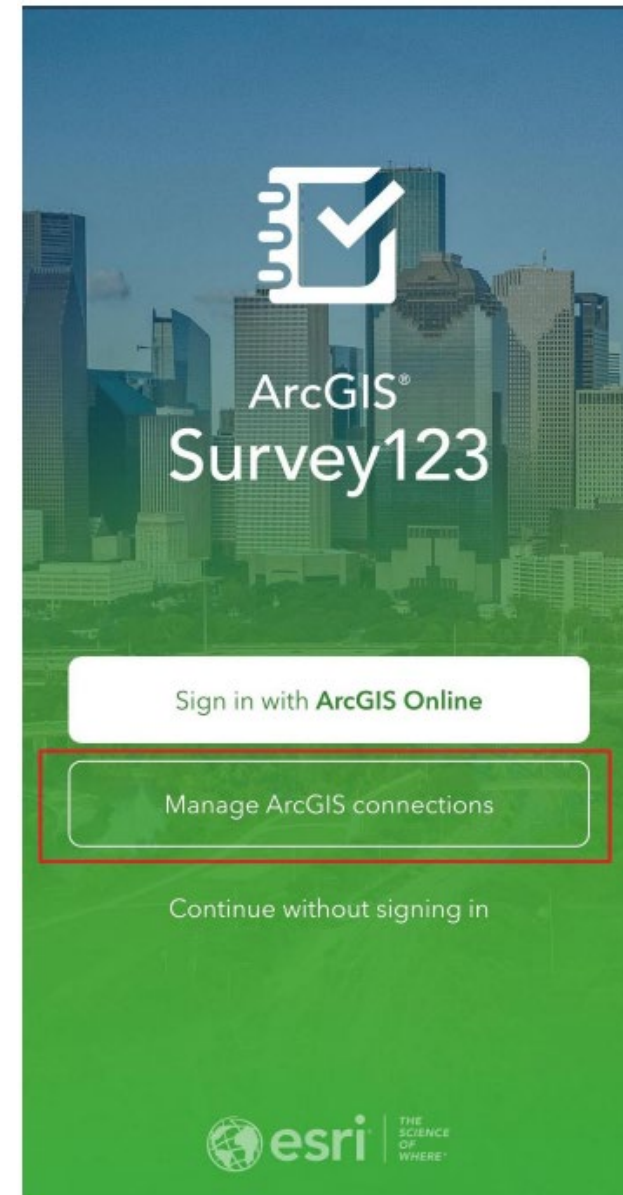 ArcGIS®
Survey123
Sign in with ArcGIS Online
Manage ArcGIS connections
Continue without signing in
esri
THE
SCIENCE
OF
WHERE®